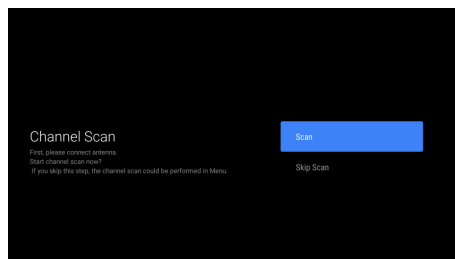 Channel Scan
First, please connect antenna.
Start channel scan now?
If you skip this step, the channel scan could be performed in Menu.
Scan
Skip Scan